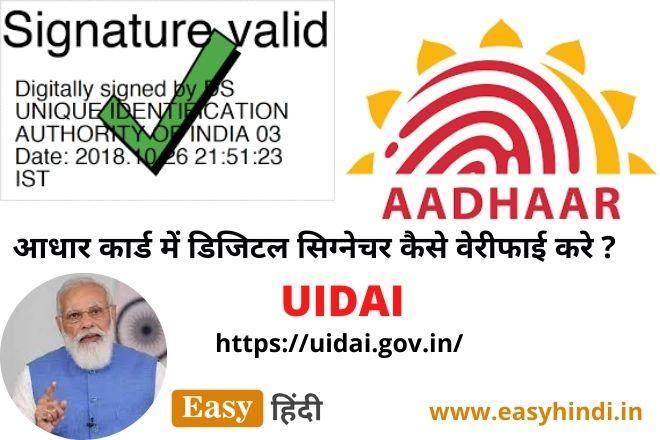 Signature valid
Digitally signed by DS
UNIQUE IDENTIFICATION
AUTHORITY OF INDIA 03
Date: 2018.10.26 21:51:23
IST
AADHAAR
आधार कार्ड में डिजिटल सिग्नेचर कैसे वेरीफाई करे ?
UIDAI
https://uidai.gov.in/
Easy हिंदी
www.easyhindi.in